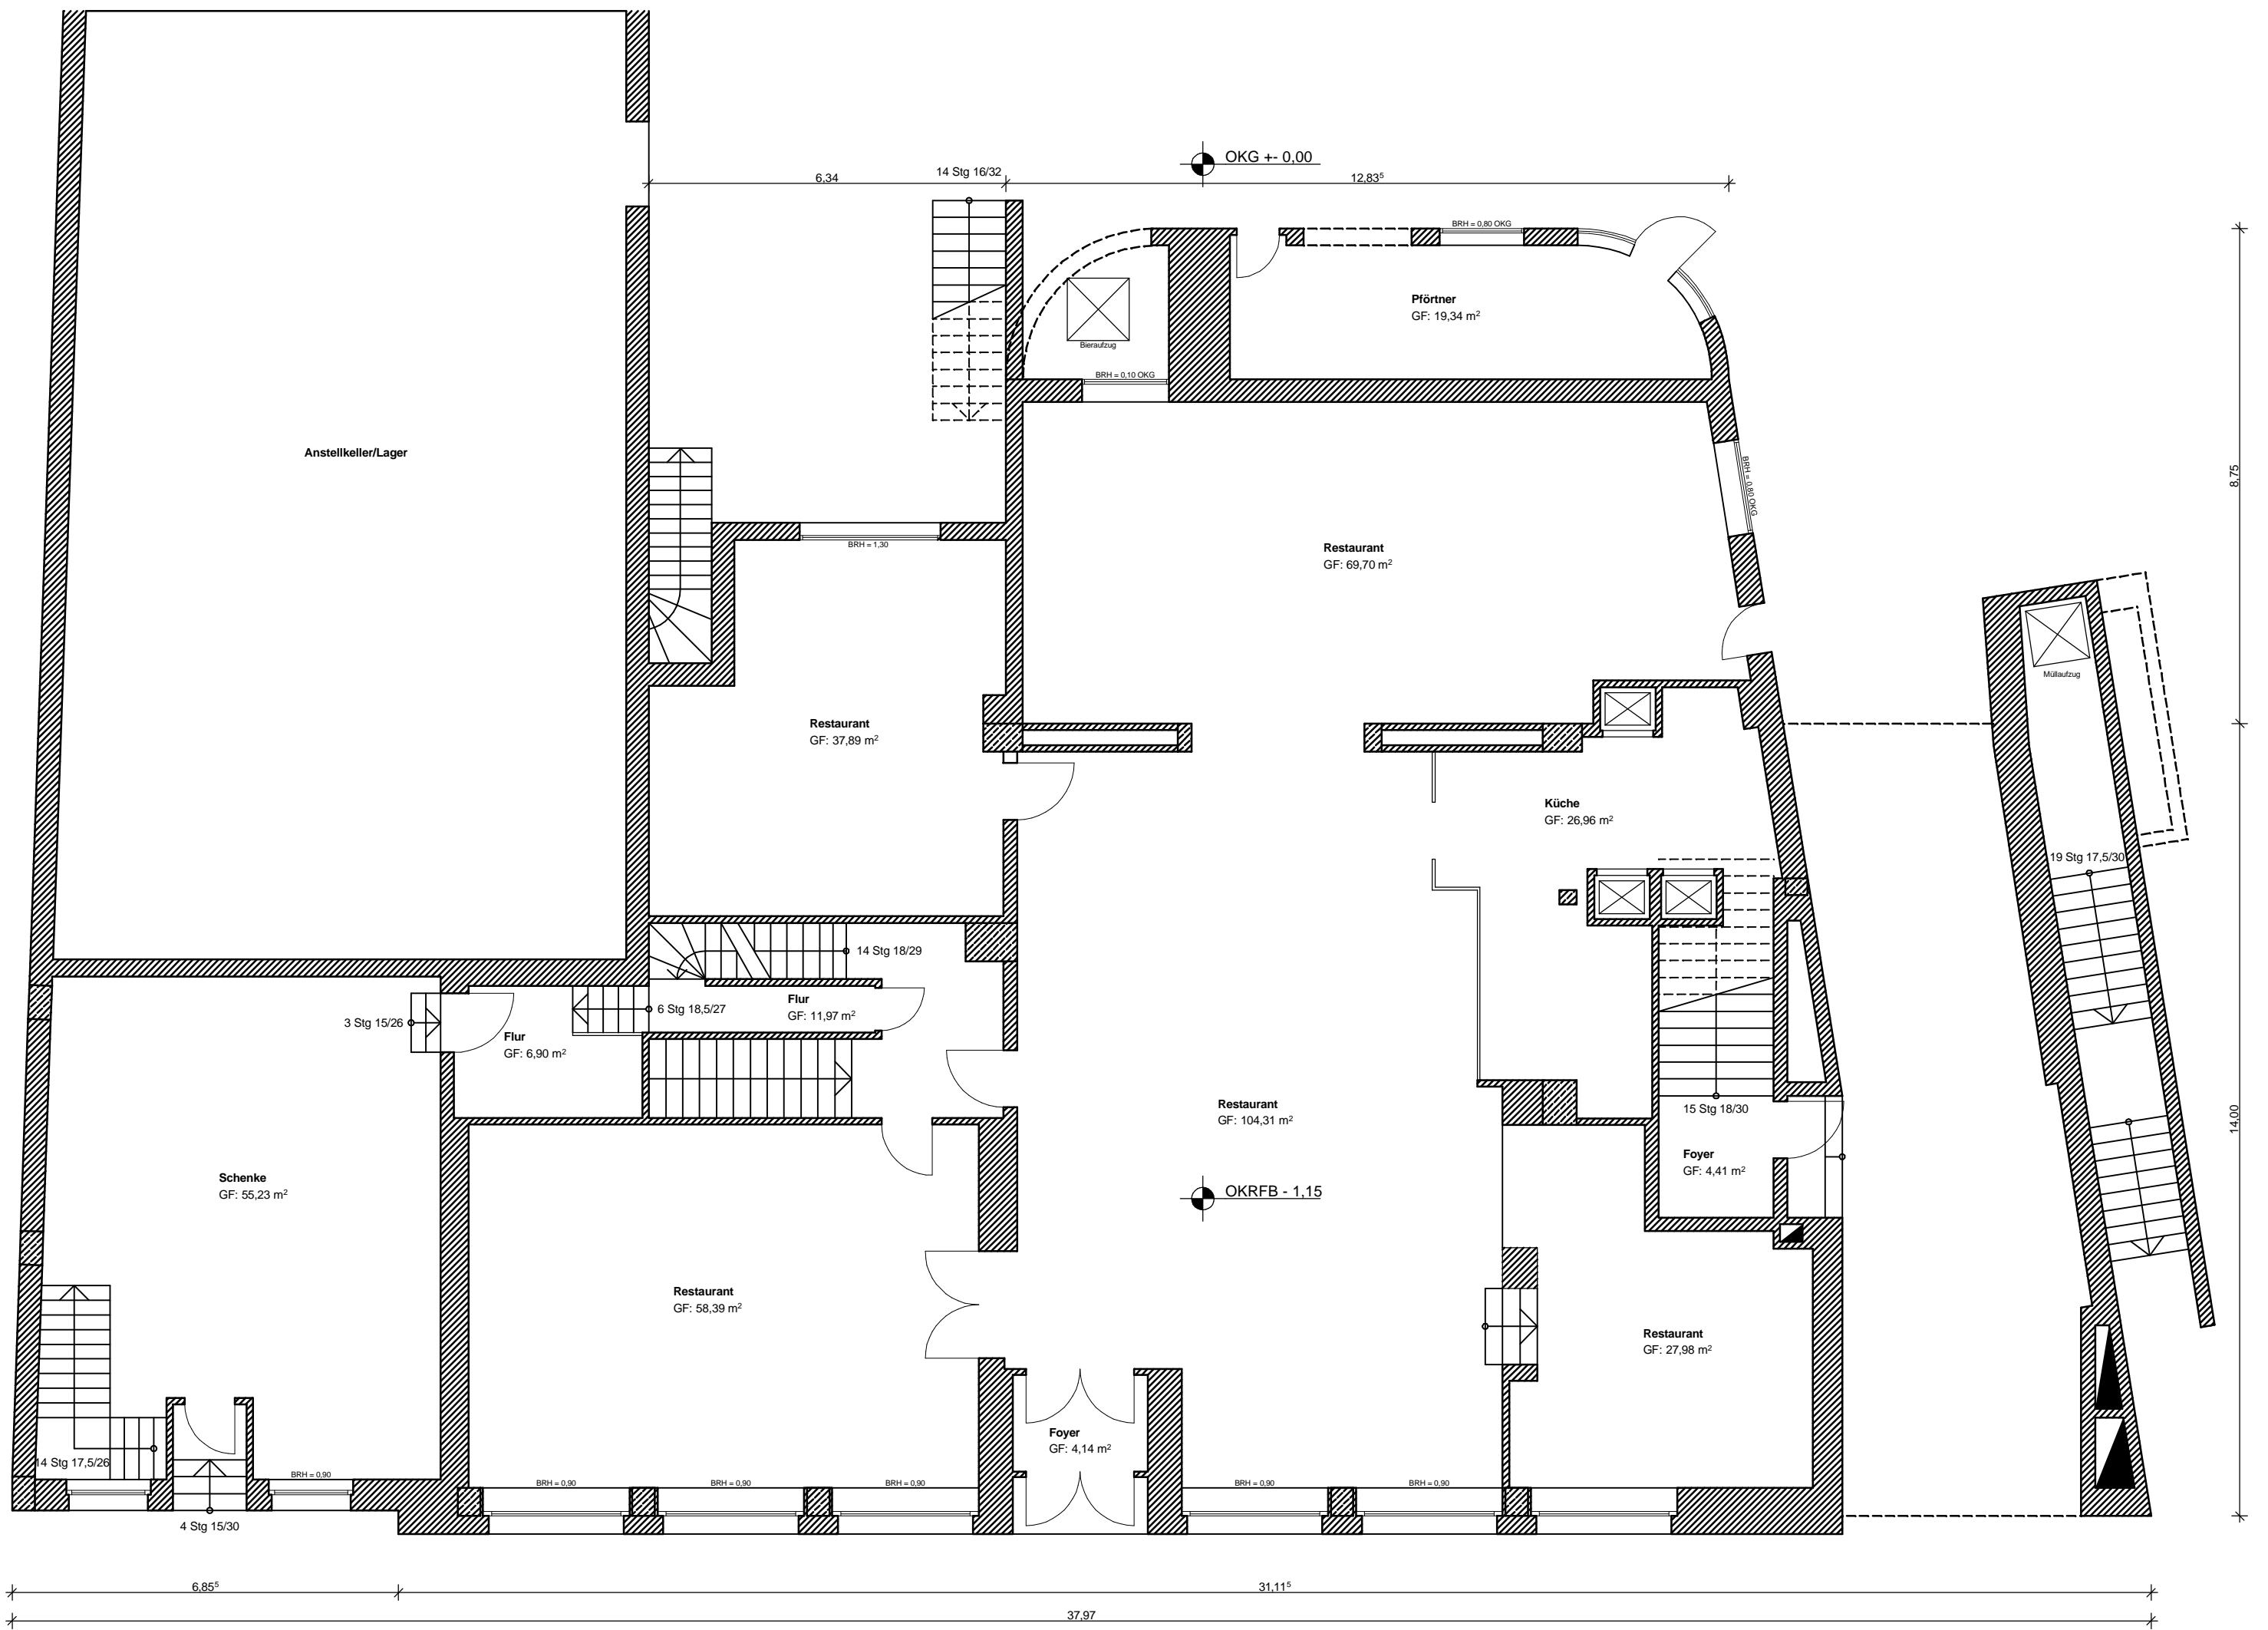 OKG +- 0,00
14 Stg 16/32
6,34
12,83⁵
BRH = 0,80 OKG
Pförtner
GF: 19,34 m²
Bieraufzug
BRH = 0,10 OKG
Anstellkeller/Lager
8,75
BRH = 0,80 OKG
BRH = 1,30
Restaurant
GF: 69,70 m²
Müllaufzug
Restaurant
GF: 37,89 m²
Küche
GF: 26,96 m²
19 Stg 17,5/30
14 Stg 18/29
Flur
GF: 11,97 m²
6 Stg 18,5/27
3 Stg 15/26
Flur
GF: 6,90 m²
Restaurant
GF: 104,31 m²
15 Stg 18/30
14,00
Foyer
GF: 4,41 m²
Schenke
GF: 55,23 m²
OKRFB - 1,15
Restaurant
GF: 58,39 m²
Restaurant
GF: 27,98 m²
Foyer
GF: 4,14 m²
14 Stg 17,5/26
BRH = 0,90
BRH = 0,90
BRH = 0,90
BRH = 0,90
BRH = 0,90
BRH = 0,90
4 Stg 15/30
6,85⁵
31,11⁵
37,97